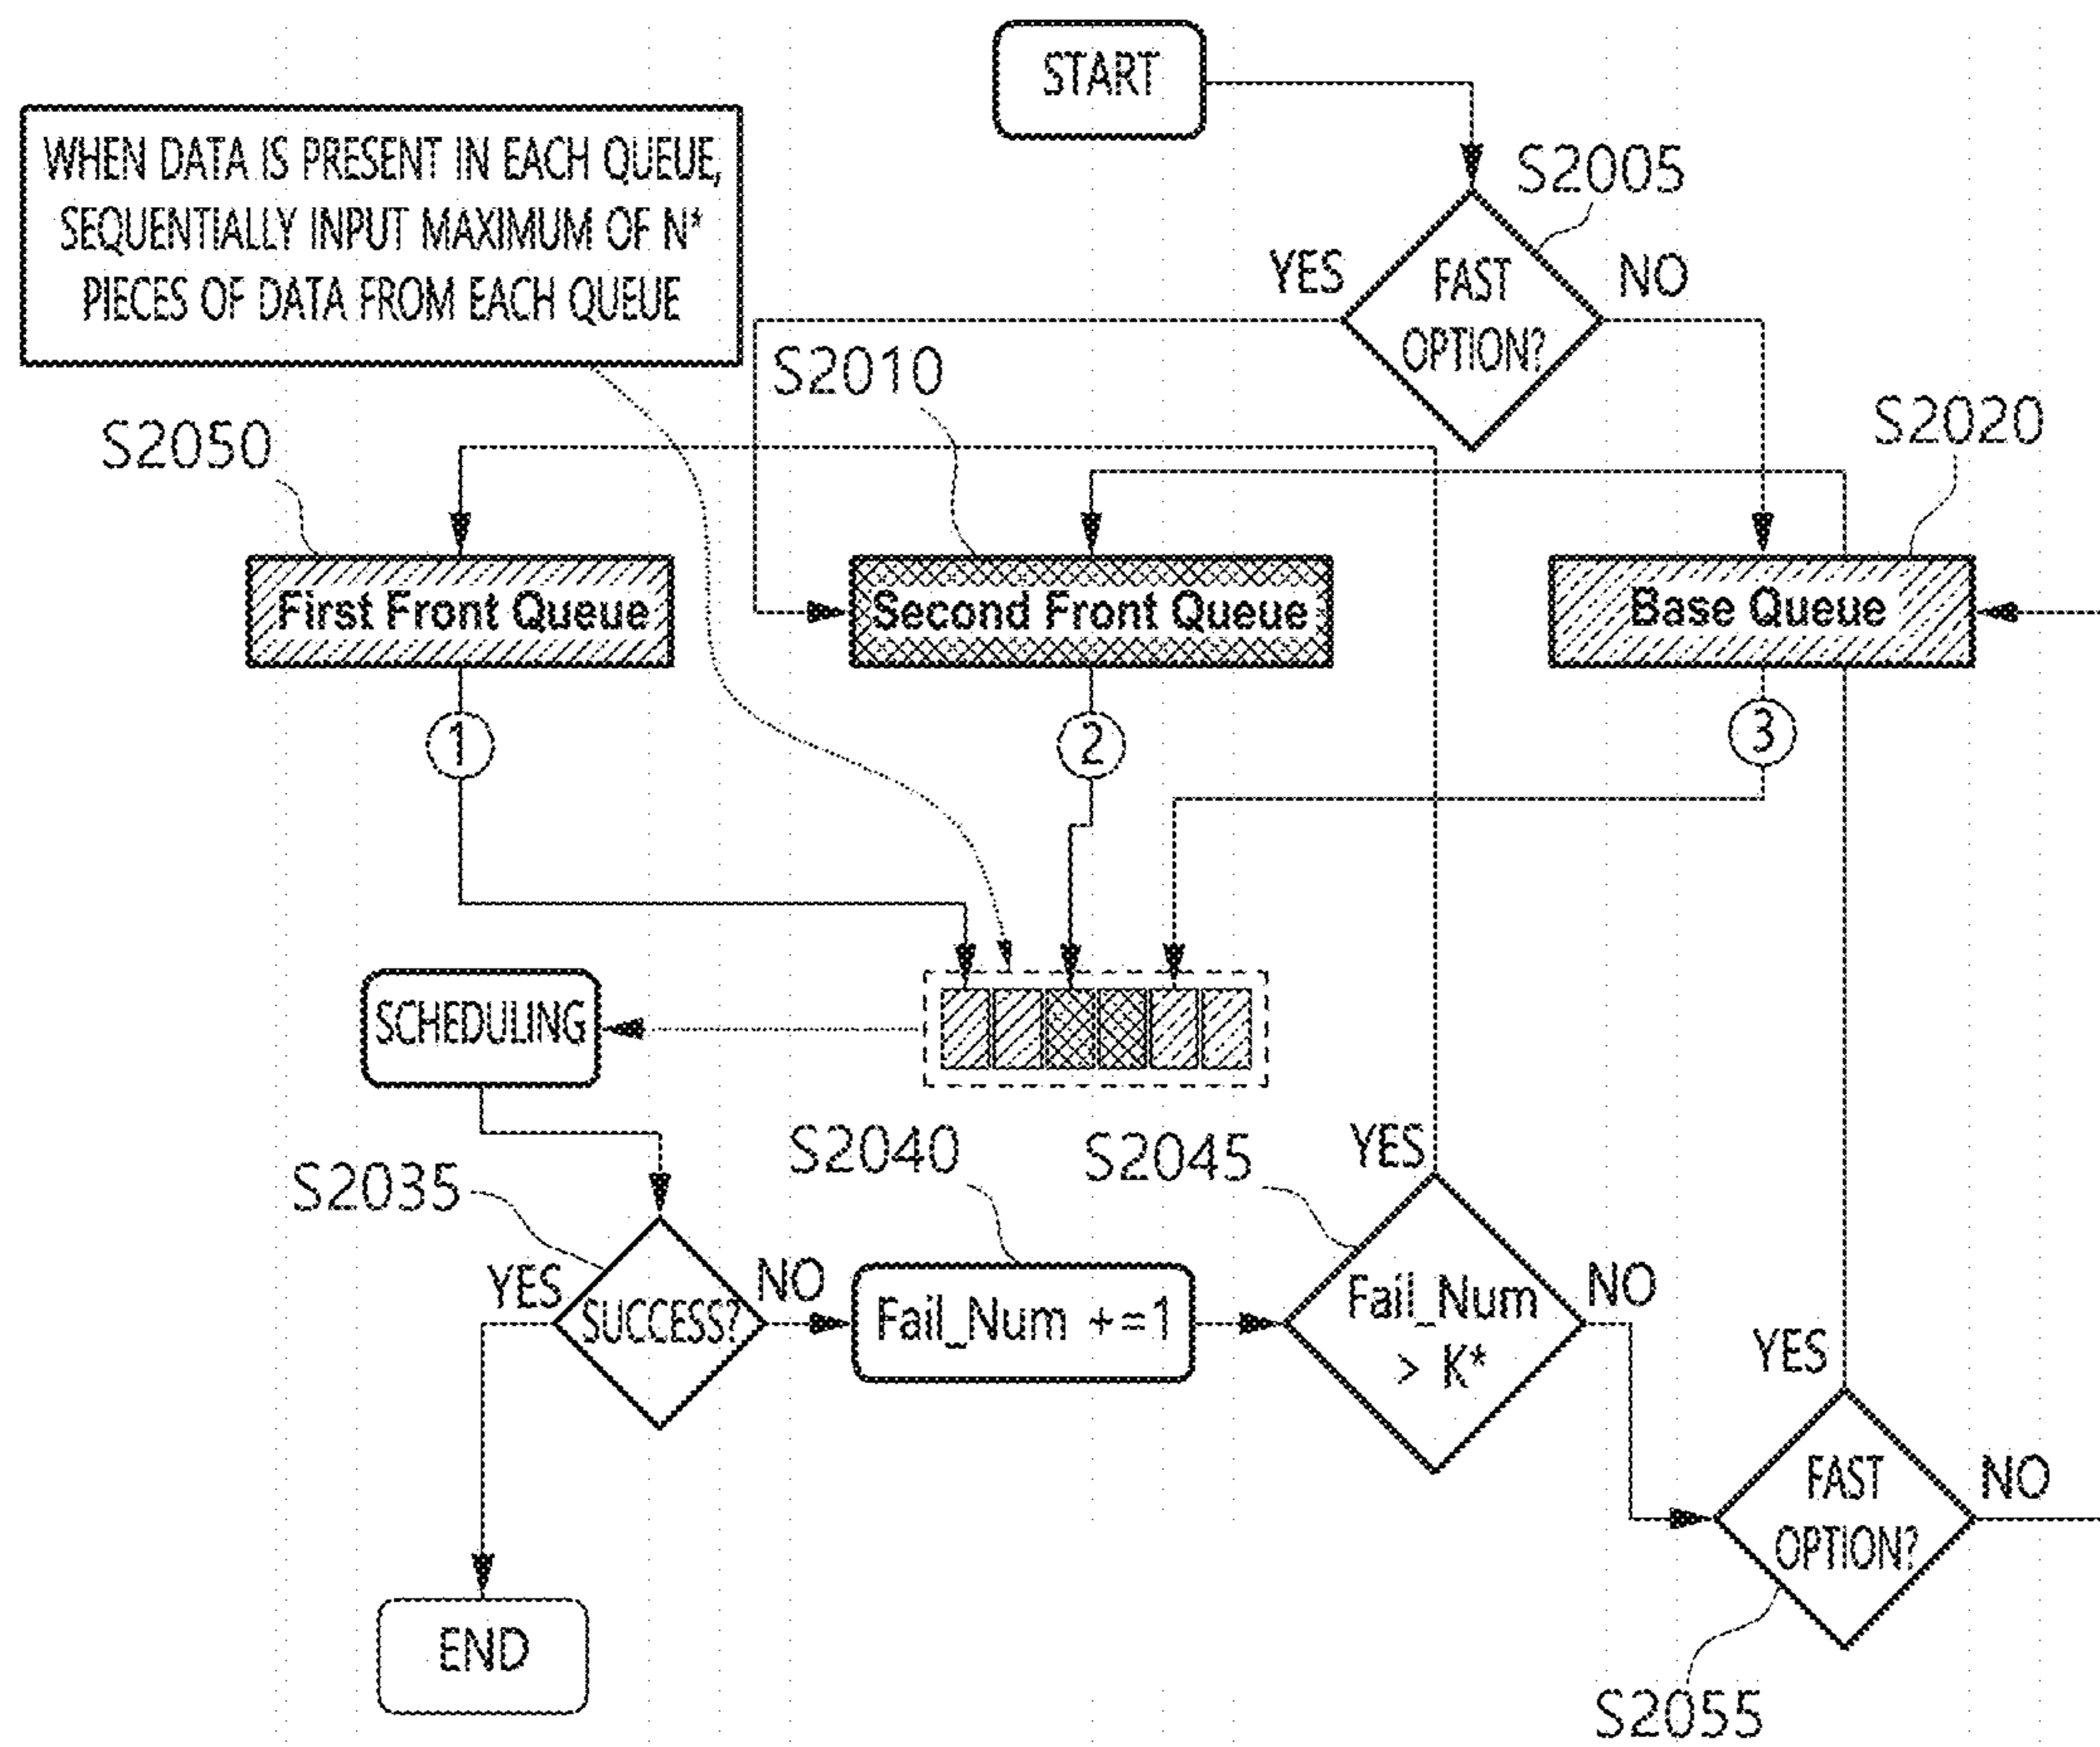 START
WHEN DATA IS PRESENT IN EACH QUEUE,
SEQUENTIALLY INPUT MAXIMUM OF N*
PIECES OF DATA FROM EACH QUEUE
S2005
YES
FAST
OPTION?
NO
S2010
S2050
S2020
First Front Queue
Second Front Queue
Base Queue
1
2
3
SCHEDULING
S2035
S2040
S2045
YES
SUCCESS?
NO
Fail_Num +=1
YES
Fail_Num
> K*
NO
YES
FAST
OPTION?
NO
END
S2055